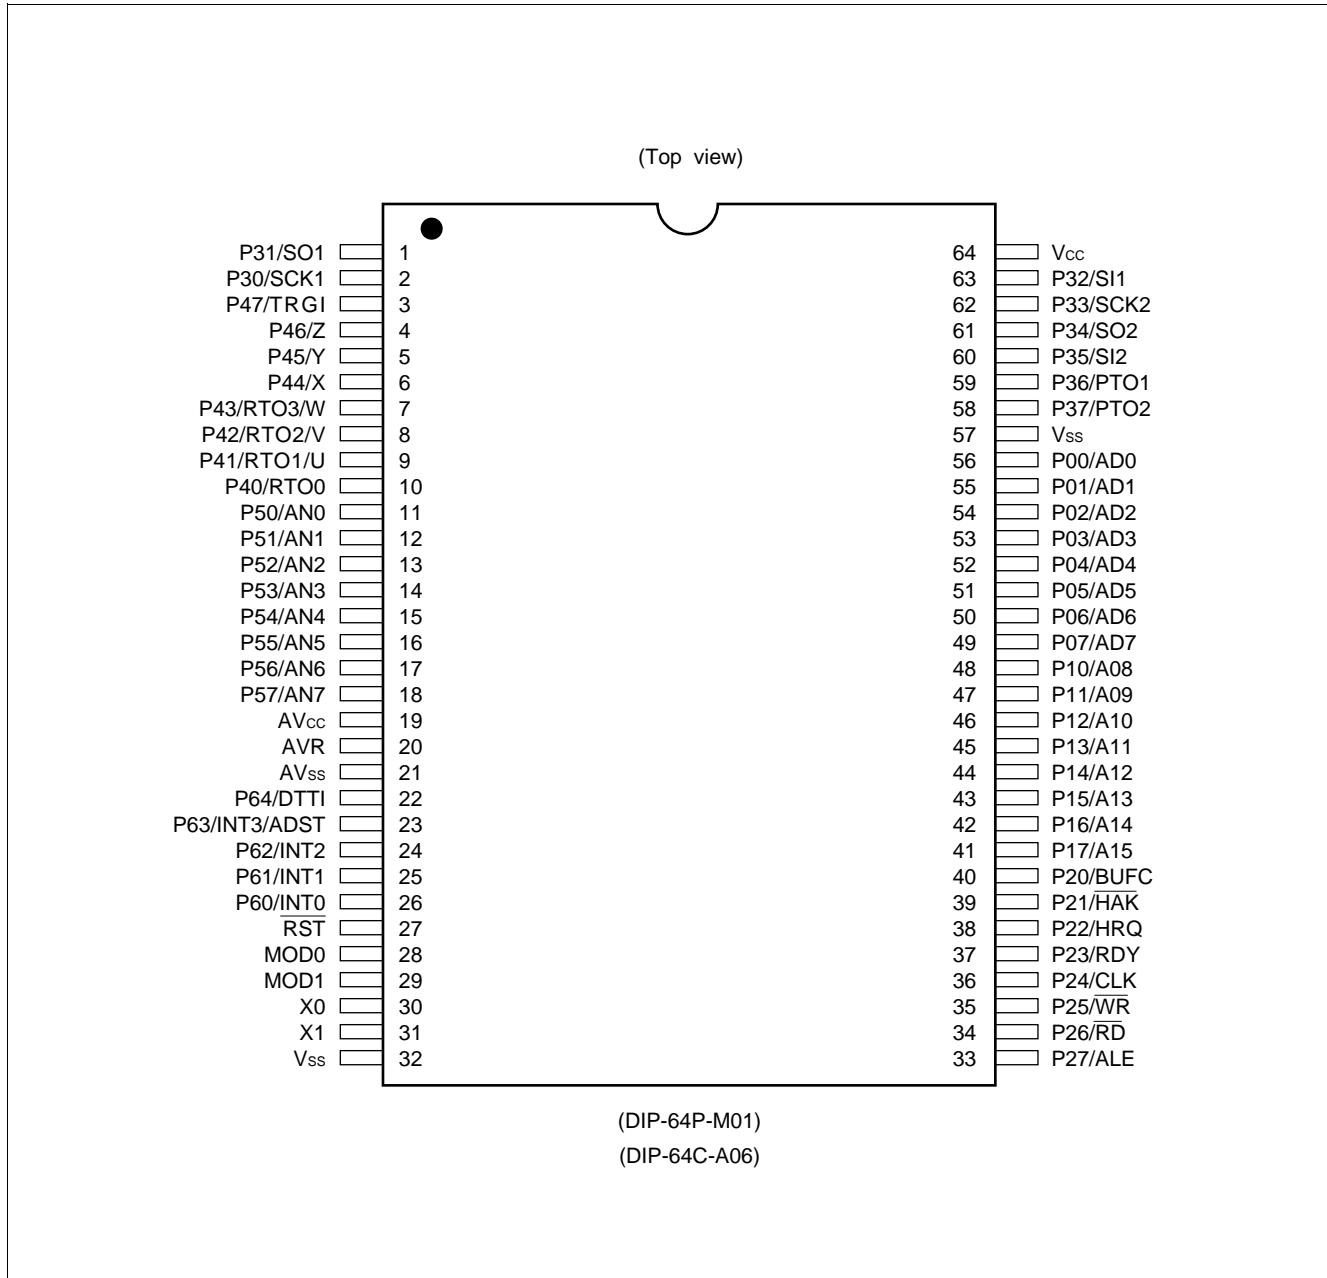 (Top view)
P31/SO1 1 64 Vcc
P30/SCK1 2 63 P32/SI1
P47/TRGI 3 62 P33/SCK2
P46/Z 4 61 P34/SO2
P45/Y 5 60 P35/SI2
P44/X 6 59 P36/PTO1
P43/RTO3/W 7 58 P37/PTO2
P42/RTO2/V 8 57 Vss
P41/RTO1/U 9 56 P00/AD0
P40/RTO0 10 55 P01/AD1
P50/AN0 11 54 P02/AD2
P51/AN1 12 53 P03/AD3
P52/AN2 13 52 P04/AD4
P53/AN3 14 51 P05/AD5
P54/AN4 15 50 P06/AD6
P55/AN5 16 49 P07/AD7
P56/AN6 17 48 P10/A08
P57/AN7 18 47 P11/A09
AVcc 19 46 P12/A10
AVR 20 45 P13/A11
AVss 21 44 P14/A12
P64/DTTI 22 43 P15/A13
P63/INT3/ADST 23 42 P16/A14
P62/INT2 24 41 P17/A15
P61/INT1 25 40 P20/BUFC
P60/INT0 26 39 P21/H̅A̅K̅
R̅S̅T̅ 27 38 P22/HRQ
MOD0 28 37 P23/RDY
MOD1 29 36 P24/CLK
X0 30 35 P25/W̅R̅
X1 31 34 P26/R̅D̅
Vss 32 33 P27/ALE
(DIP-64P-M01)
(DIP-64C-A06)